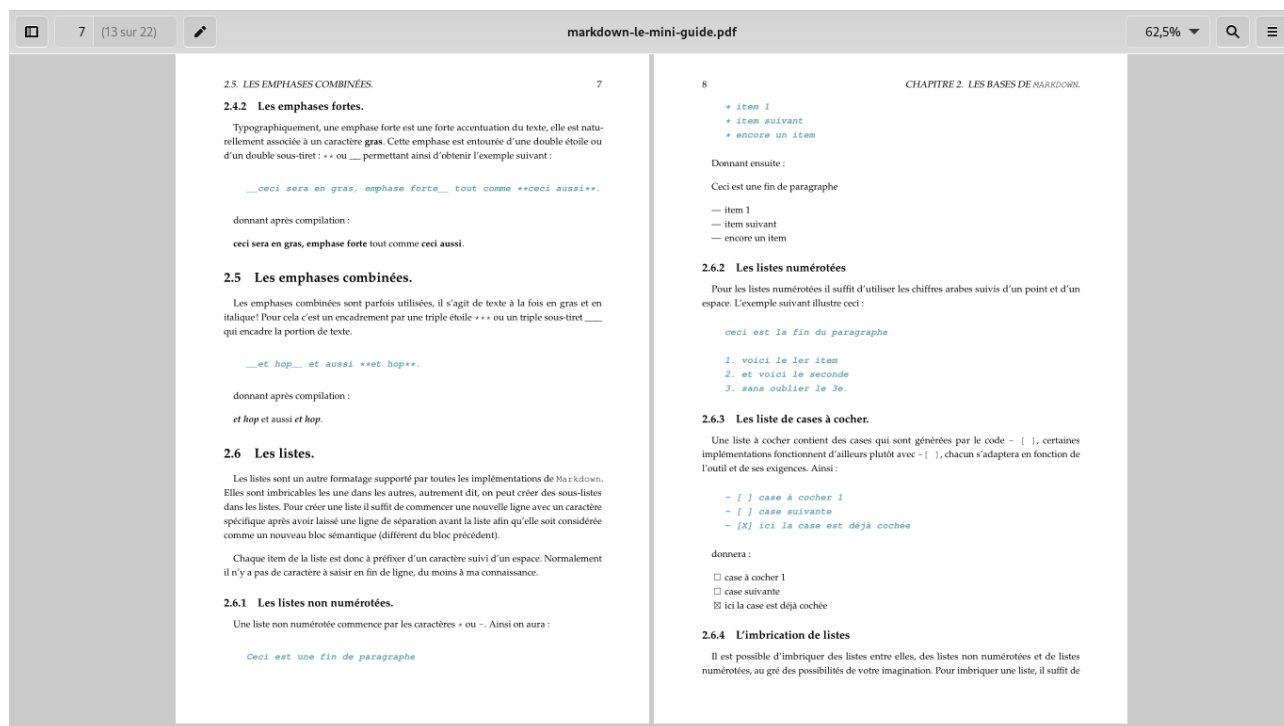 7 (13 sur 22)
markdown-le-mini-guide.pdf
62,5%
2.5. LES EMPHASES COMBINÉES. 7
2.4.2 Les emphases fortes.
Typographiquement, une emphase forte est une forte accentuation du texte, elle est natu-
rellement associée à un caractère gras. Cette emphase est entourée d'une double étoile ou
d'un double sous-tiret : ** ou __ permettant ainsi d'obtenir l'exemple suivant :
__ceci sera en gras, emphase forte__ tout comme **ceci aussi**.
donnant après compilation :
ceci sera en gras, emphase forte tout comme ceci aussi.
2.5 Les emphases combinées.
Les emphases combinées sont parfois utilisées, il s'agit de texte à la fois en gras et en
italique! Pour cela c'est un encadrement par une triple étoile *** ou un triple sous-tiret ___
qui encadre la portion de texte.
__et hop__ et aussi **et hop**.
donnant après compilation :
et hop et aussi et hop.
2.6 Les listes.
Les listes sont un autre formatage supporté par toutes les implémentations de Markdown.
Elles sont imbricables les une dans les autres, autrement dit, on peut créer des sous-listes
dans les listes. Pour créer une liste il suffit de commencer une nouvelle ligne avec un caractère
spécifique après avoir laissé une ligne de séparation avant la liste afin qu'elle soit considérée
comme un nouveau bloc sémantique (différent du bloc précédent).
Chaque item de la liste est donc à préfixer d'un caractère suivi d'un espace. Normalement
il n'y a pas de caractère à saisir en fin de ligne, du moins à ma connaissance.
2.6.1 Les listes non numérotées.
Une liste non numérotée commence par les caractères * ou -. Ainsi on aura :
Ceci est une fin de paragraphe
8 CHAPITRE 2. LES BASES DE MARKDOWN.
* item 1
* item suivant
* encore un item
Donnant ensuite :
Ceci est une fin de paragraphe
— item 1
— item suivant
— encore un item
2.6.2 Les listes numérotées
Pour les listes numérotées il suffit d'utiliser les chiffres arabes suivis d'un point et d'un
espace. L'exemple suivant illustre ceci :
ceci est la fin du paragraphe
1. voici le 1er item
2. et voici le seconde
3. sans oublier le 3e.
2.6.3 Les liste de cases à cocher.
Une liste à cocher contient des cases qui sont générées par le code - [ ], certaines
implémentations fonctionnent d'ailleurs plutôt avec -[ ], chacun s'adaptera en fonction de
l'outil et de ses exigences. Ainsi :
- [ ] case à cocher 1
- [ ] case suivante
- [X] ici la case est déjà cochée
donnera :
☐ case à cocher 1
☐ case suivante
☒ ici la case est déjà cochée
2.6.4 L'imbrication de listes
Il est possible d'imbriquer des listes entre elles, des listes non numérotées et de listes
numérotées, au gré des possibilités de votre imagination. Pour imbriquer une liste, il suffit de